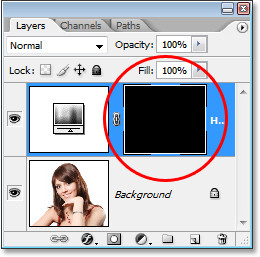 Layers Channels Paths
Normal Opacity: 100%
Lock: Fill: 100%
H...
Background